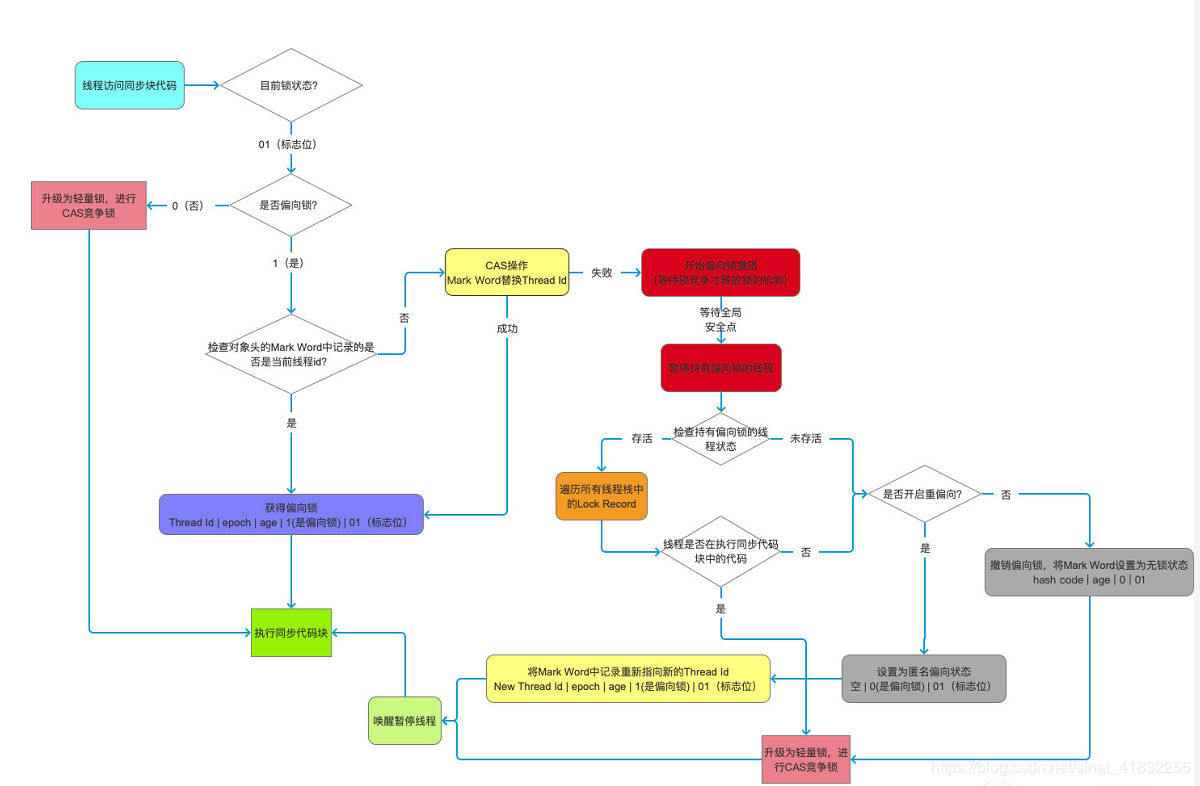 线程访问同步块代码
目前锁状态?
01（标志位）
升级为轻量锁，进行
CAS竞争锁
0（否）
是否偏向锁?
1（是）
CAS操作
Mark Word替换Thread Id
失败
开始偏向锁撤销
（等待锁竞争才释放锁的机制）
否
成功
等待全局
安全点
检查对象头的Mark Word中记录的是
否是当前线程id?
暂停持有偏向锁的线程
是
存活
检查持有偏向锁的线
程状态
未存活
遍历所有线程栈中
的Lock Record
是否开启重偏向?
否
获得偏向锁
Thread Id | epoch | age | 1(是偏向锁) | 01（标志位）
线程是否在执行同步代码
块中的代码
否
是
撤销偏向锁，将Mark Word设置为无锁状态
hash code | age | 0 | 01
是
执行同步代码块
将Mark Word中记录重新指向新的Thread Id
New Thread Id | epoch | age | 1(是偏向锁) | 01（标志位）
设置为匿名偏向状态
空 | 0(是偏向锁) | 01（标志位）
唤醒暂停线程
升级为轻量锁，进
行CAS竞争锁
https://blog.csdn.net/sinat_41832255